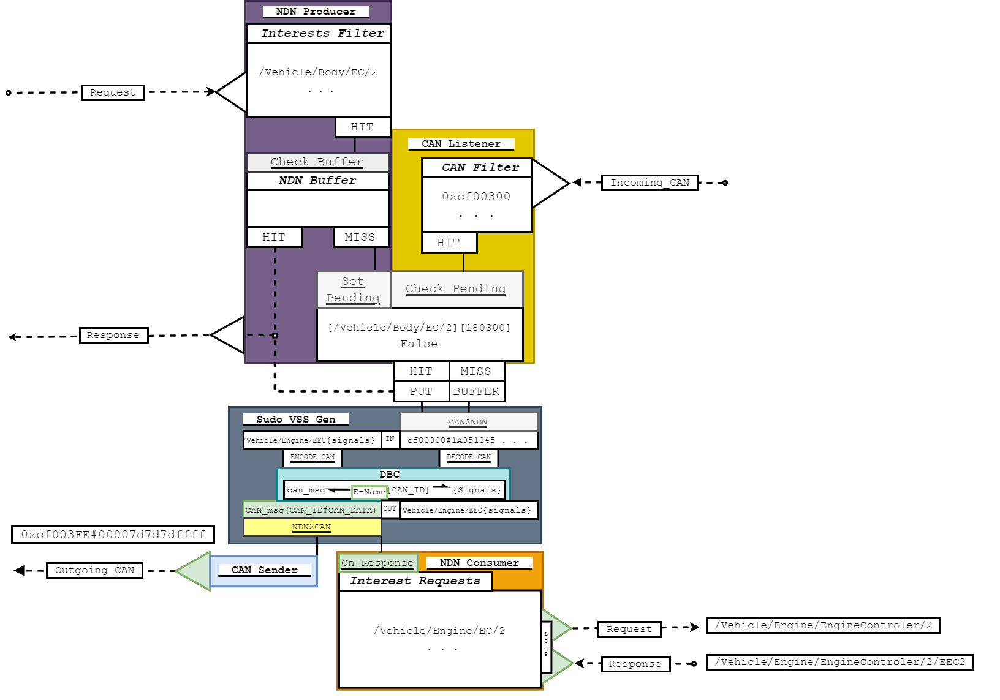 NDN Producer
Interests Filter
/Vehicle/Body/EC/2
. . .
Request
HIT
CAN Listener
Check Buffer
CAN Filter
NDN Buffer
Incoming_CAN
0xcf00300
. . .
HIT
MISS
HIT
Set
Pending
Check Pending
[/Vehicle/Body/EC/2][180300]
False
Response
HIT
MISS
PUT
BUFFER
Sudo VSS Gen
CAN2NDN
/Vehicle/Engine/EEC{signals}
IN
cf00300#1A351345 . . .
ENCODE_CAN
DECODE_CAN
DBC
can_msg
E-Name
[CAN_ID]
{Signals}
CAN_msg(CAN_ID#CAN_DATA)
OUT
/Vehicle/Engine/EEC{signals}
NDN2CAN
0xcf003FE#00007d7d7dffff
Outgoing_CAN
CAN Sender
On Response
NDN Consumer
Interest Requests
/Vehicle/Engine/EC/2
. . .
LOOP
Request
/Vehicle/Engine/EngineControler/2
Response
/Vehicle/Engine/EngineControler/2/EEC2